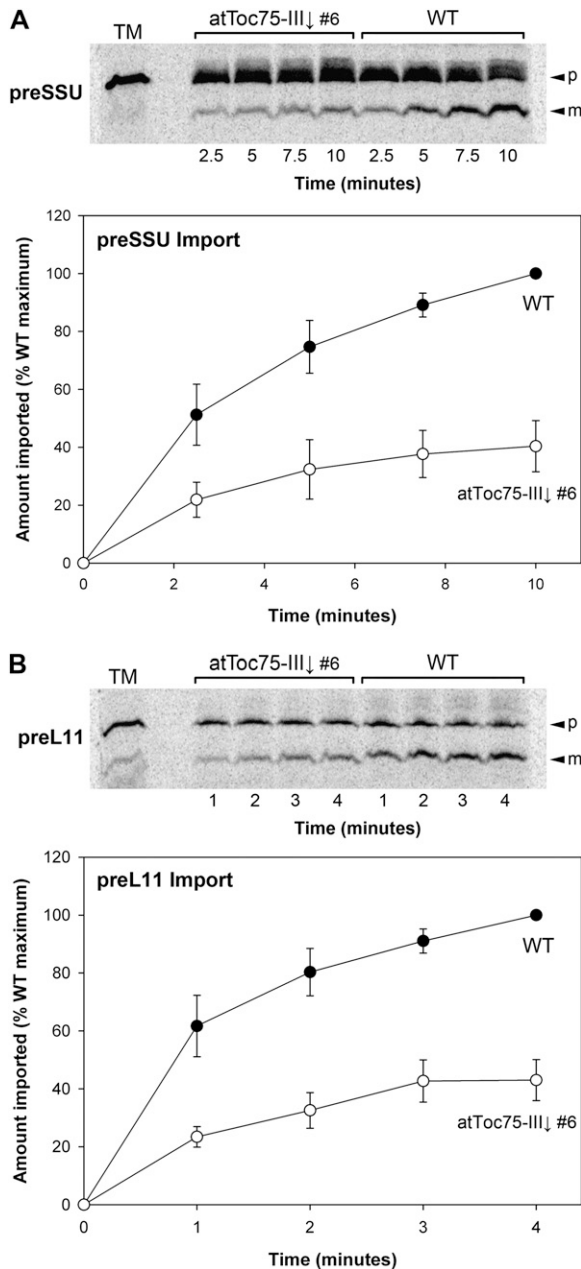 A
TM
atToc75-III↓ #6
WT
preSSU
p
m
2.5 5 7.5 10 2.5 5 7.5 10
Time (minutes)
preSSU Import
Amount imported (% WT maximum)
120
100
80
60
40
20
0
WT
atToc75-III↓ #6
0 2 4 6 8 10
Time (minutes)
B
TM
atToc75-III↓ #6
WT
preL11
p
m
1 2 3 4 1 2 3 4
Time (minutes)
preL11 Import
Amount imported (% WT maximum)
120
100
80
60
40
20
0
WT
atToc75-III↓ #6
0 1 2 3 4
Time (minutes)